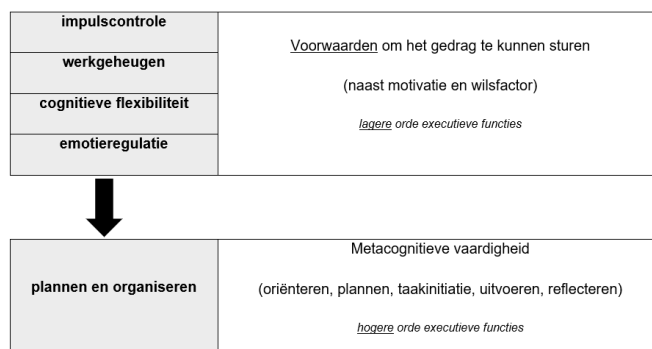 impulscontrole
werkgeheugen
cognitieve flexibiliteit
emotieregulatie
Voorwaarden om het gedrag te kunnen sturen
(naast motivatie en wilsfactor)
lagere orde executieve functies
plannen en organiseren
Metacognitieve vaardigheid
(oriënteren, plannen, taakinitiatie, uitvoeren, reflecteren)
hogere orde executieve functies